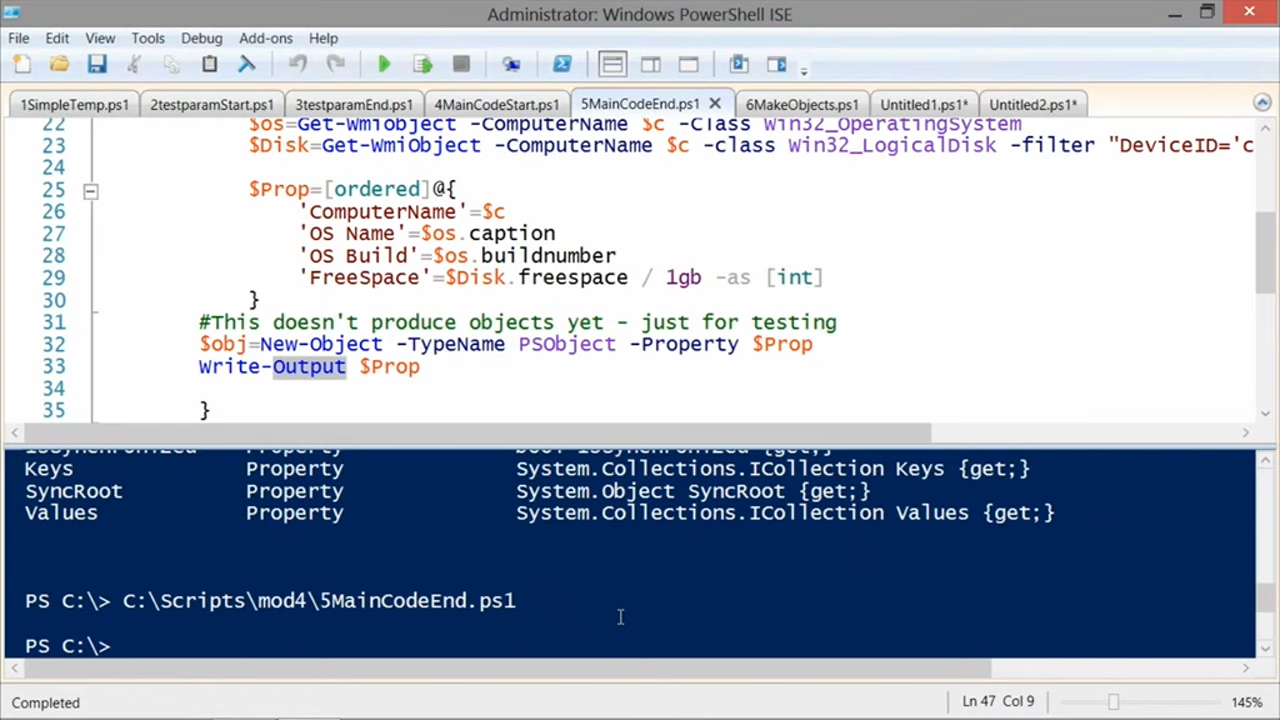 Administrator: Windows PowerShell ISE
File Edit View Tools Debug Add-ons Help
1SimpleTemp.ps1 2testparamStart.ps1 3testparamEnd.ps1 4MainCodeStart.ps1 5MainCodeEnd.ps1 6MakeObjects.ps1 Untitled1.ps1* Untitled2.ps1*
22 $os=Get-WmiObject -ComputerName $c -Class Win32_OperatingSystem
23 $Disk=Get-WmiObject -ComputerName $c -class Win32_LogicalDisk -filter "DeviceID='c
24
25 $Prop=[ordered]@{
26 'ComputerName'=$c
27 'OS Name'=$os.caption
28 'OS Build'=$os.buildnumber
29 'FreeSpace'=$Disk.freespace / 1gb -as [int]
30 }
31 #This doesn't produce objects yet - just for testing
32 $obj=New-Object -TypeName PSObject -Property $Prop
33 Write-Output $Prop
34
35 }
IsSynchronized Property bool IsSynchronized {get;}
Keys Property System.Collections.ICollection Keys {get;}
SyncRoot Property System.Object SyncRoot {get;}
Values Property System.Collections.ICollection Values {get;}
PS C:\> C:\Scripts\mod4\5MainCodeEnd.ps1
PS C:\>
Completed Ln 47 Col 9 145%